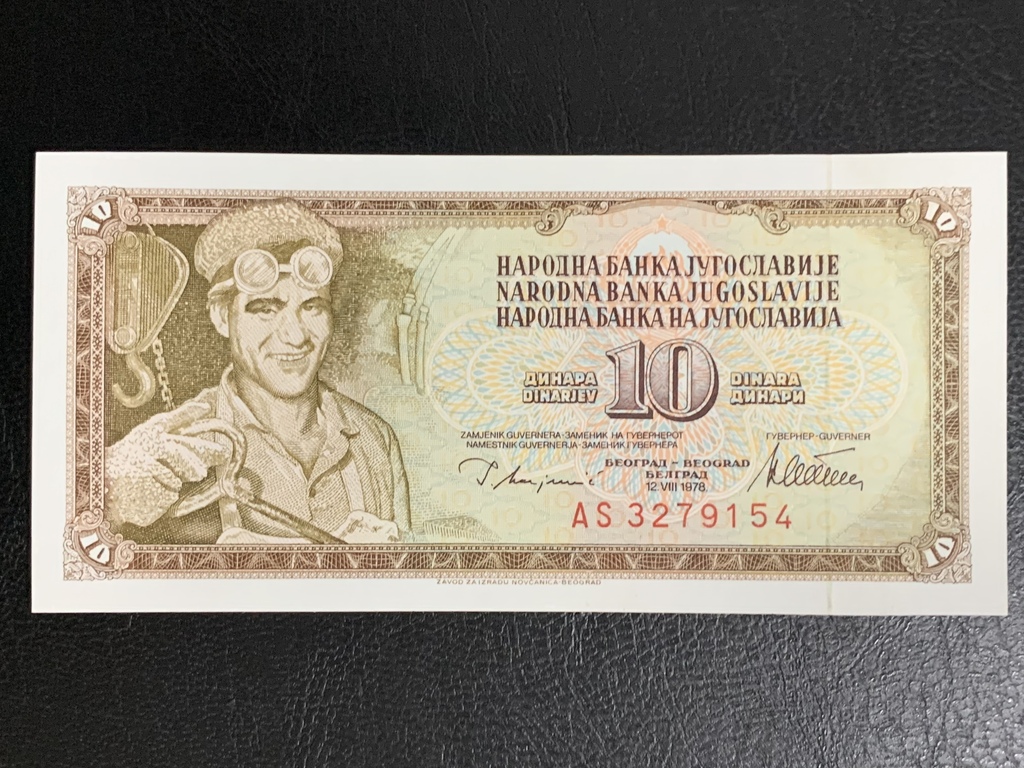 10
10
НАРОДНА БАНКА ЈУГОСЛАВИЈЕ
NARODNA BANKA JUGOSLAVIJE
НАРОДНА БАНКА НА ЈУГОСЛАВИЈА
ДИНАРА 10 DINARA
DINARJEV ДИНАРИ
ZAMJENIK GUVERNERA·ЗАМЕНИК НА ГУВЕРНЕРОТ ГУВЕРНЕР·GUVERNER
NAMESTNIK GUVERNERJA·ЗАМЕНИК ГУВЕРНЕРА
БЕОГРАД – BEOGRAD
БЕЛГРАД
12. VIII 1978.
AS 3279154
10
10
ZAVOD ZA IZRADU NOVČANICA-BEOGRAD